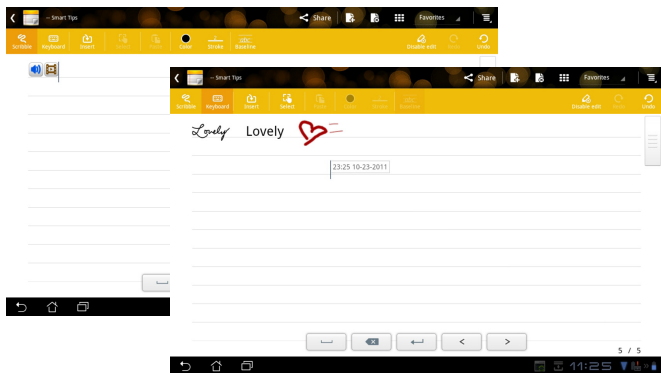 -- Smart Tips Share Favorites
Scribble Keyboard Insert Select Paste Color Stroke abc Baseline Disable edit Redo Undo
-- Smart Tips Share Favorites
Scribble Keyboard Insert Select Paste Color Stroke abc Baseline Disable edit Redo Undo
Lovely Lovely
23:25 10-23-2011
5 / 5
11:25